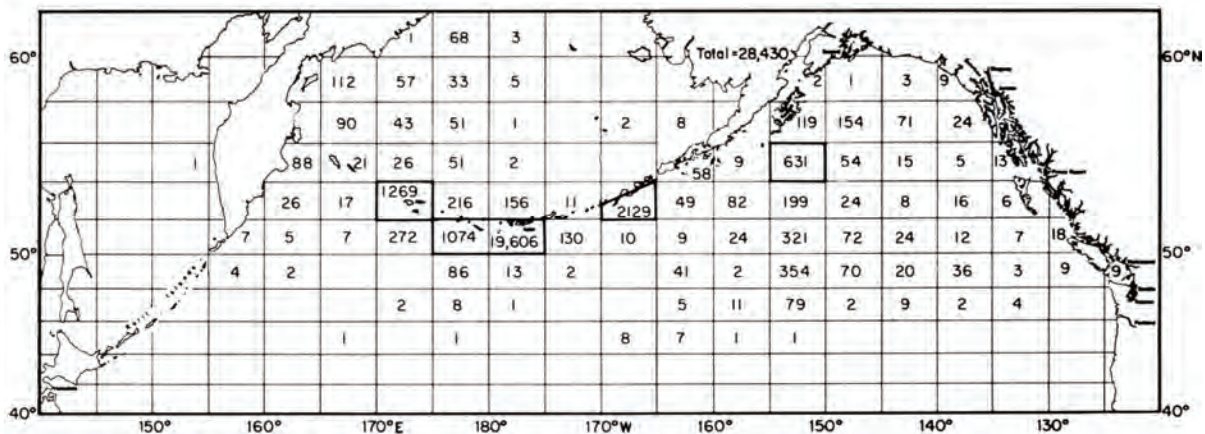 1 68 3
60° Total =28,430 60°N
112 57 33 5 2 1 3 9
90 43 51 1 2 8 119 154 71 24
1 88 21 26 51 2 58 9 631 54 15 5 13
26 17 1269 216 156 11 2129 49 82 199 24 8 16 6
7 5 7 272 1074 19,606 130 10 9 24 321 72 24 12 7 18
50° 50°
4 2 86 13 2 41 2 354 70 20 36 3 9 9
2 8 1 5 11 79 2 9 2 4
1 1 8 7 1 1
40° 40°
150° 160° 170°E 180° 170°W 160° 150° 140° 130°